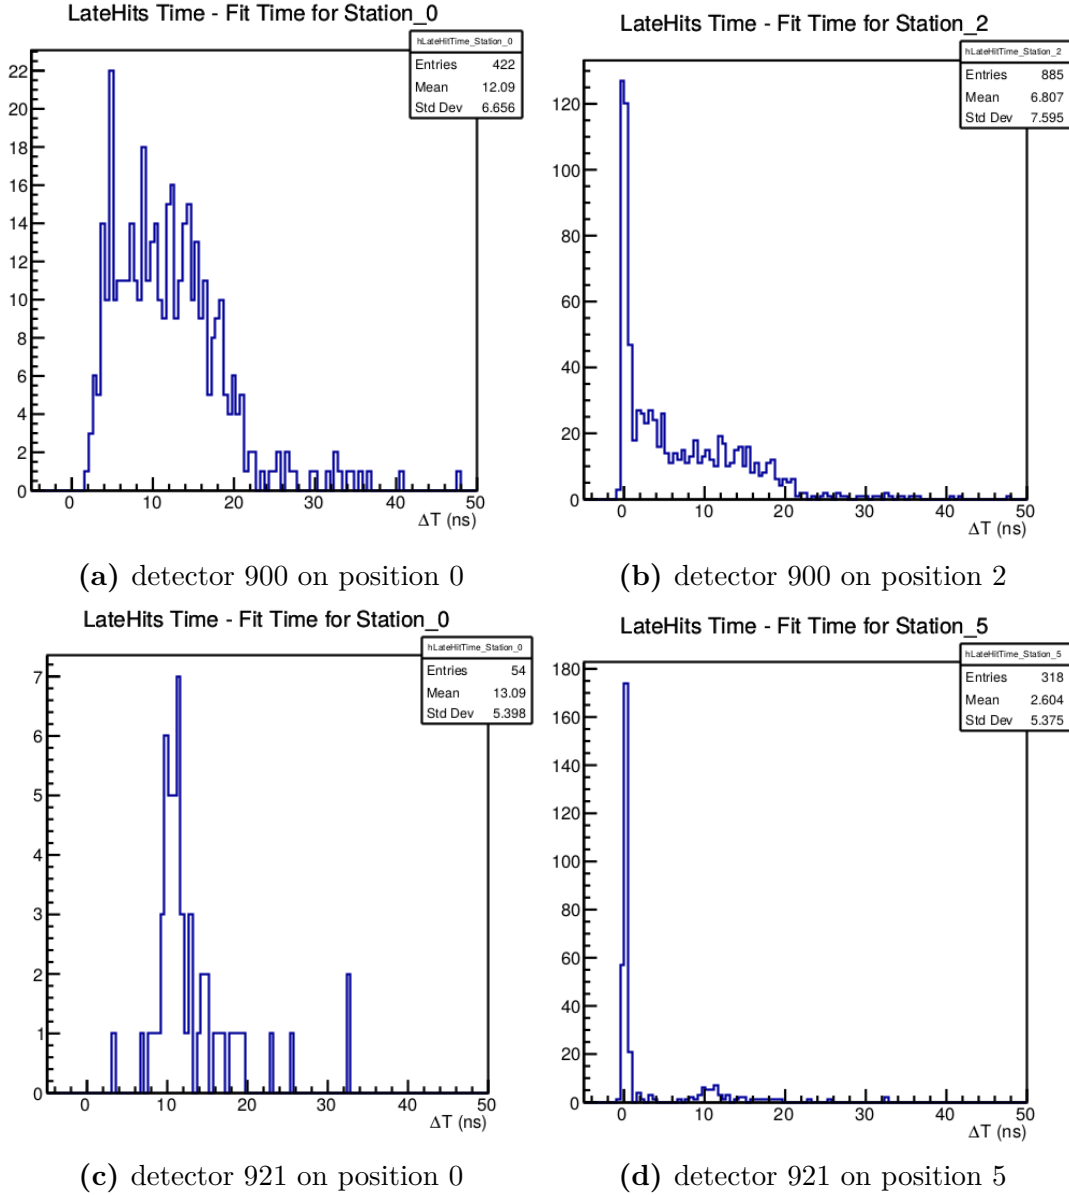 LateHits Time - Fit Time for Station_0
hLateHitTime_Station_0
Entries 422
Mean 12.09
Std Dev 6.656
22
20
18
16
14
12
10
8
6
4
2
0
0 10 20 30 40 50
ΔT (ns)
(a) detector 900 on position 0
LateHits Time - Fit Time for Station_2
hLateHitTime_Station_2
Entries 885
Mean 6.807
Std Dev 7.595
120
100
80
60
40
20
0
0 10 20 30 40 50
ΔT (ns)
(b) detector 900 on position 2
LateHits Time - Fit Time for Station_0
hLateHitTime_Station_0
Entries 54
Mean 13.09
Std Dev 5.398
7
6
5
4
3
2
1
0
0 10 20 30 40 50
ΔT (ns)
(c) detector 921 on position 0
LateHits Time - Fit Time for Station_5
hLateHitTime_Station_5
Entries 318
Mean 2.604
Std Dev 5.375
180
160
140
120
100
80
60
40
20
0
0 10 20 30 40 50
ΔT (ns)
(d) detector 921 on position 5